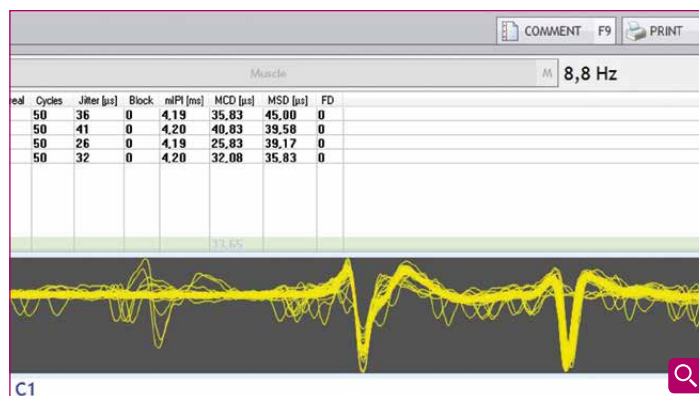 COMMENT F9 PRINT
Muscle M 8,8 Hz
eal Cycles Jitter [µs] Block mIPI [ms] MCD [µs] MSD [µs] FD
50 36 0 4,19 35,83 45,00 0
50 41 0 4,20 40,83 39,58 0
50 26 0 4,19 25,83 39,17 0
50 32 0 4,20 32,08 35,83 0
33,65
C1